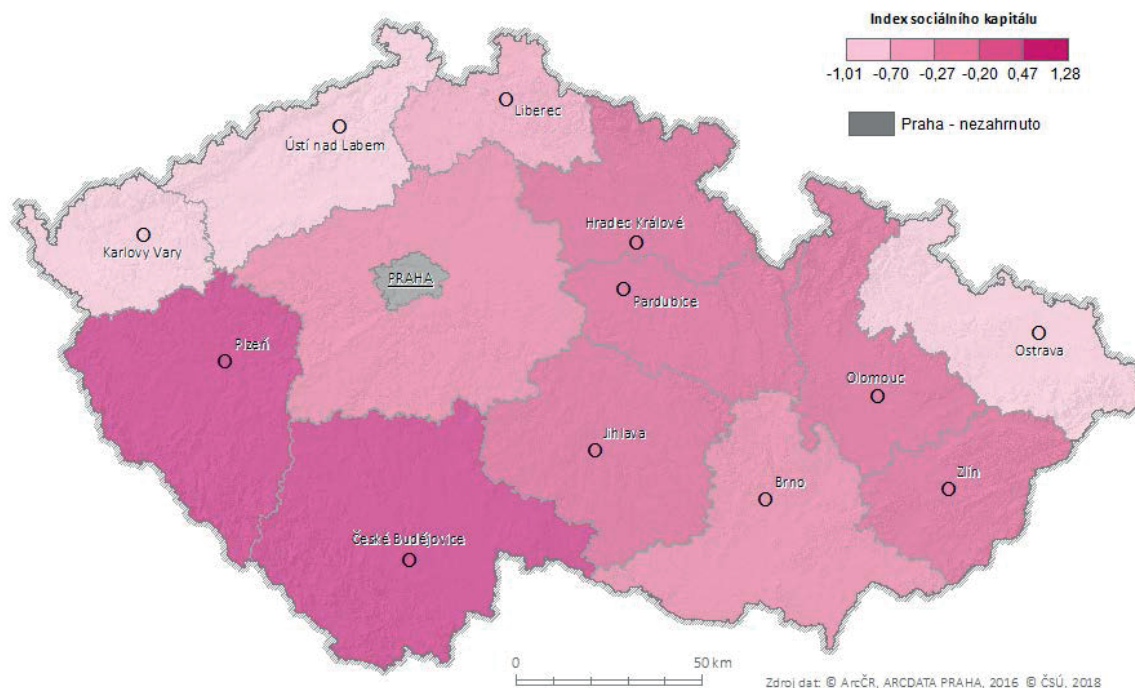 Index sociálního kapitálu
-1,01 -0,70 -0,27 -0,20 0,47 1,28
Praha - nezahrnuto
Liberec
Ústí nad Labem
Karlovy Vary
Hradec Králové
PRAHA
Pardubice
Plzeň
Ostrava
Olomouc
Jihlava
Brno
Zlín
České Budějovice
0 50 km
Zdroj dat: © ArcČR, ARCDATA PRAHA, 2016 © ČSÚ, 2018